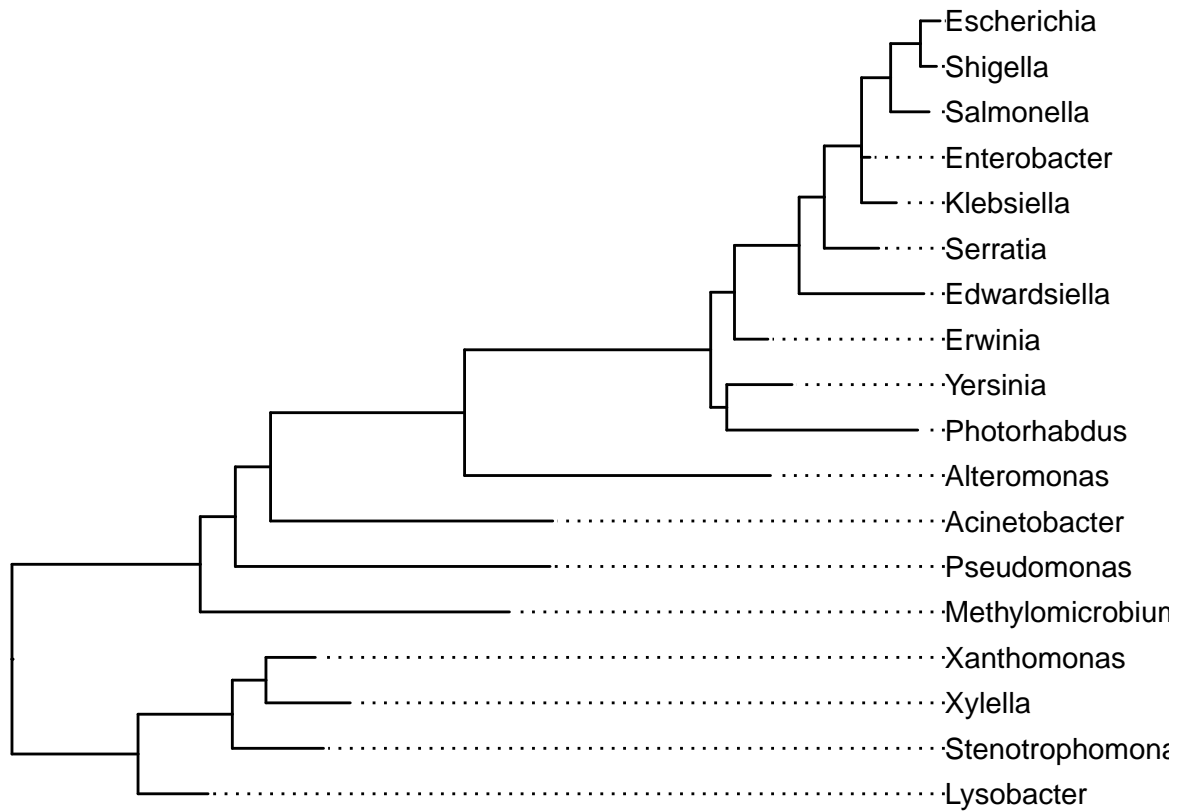 Escherichia
Shigella
Salmonella
Enterobacter
Klebsiella
Serratia
Edwardsiella
Erwinia
Yersinia
Photorhabdus
Alteromonas
Acinetobacter
Pseudomonas
Methylomicrobiun
Xanthomonas
Xylella
Stenotrophomona
Lysobacter